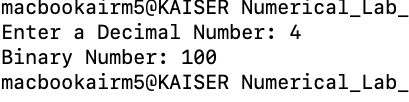 macbookairm5@KAISER Numerical_Lab_
Enter a Decimal Number: 4
Binary Number: 100
macbookairm5@KAISER Numerical_Lab_